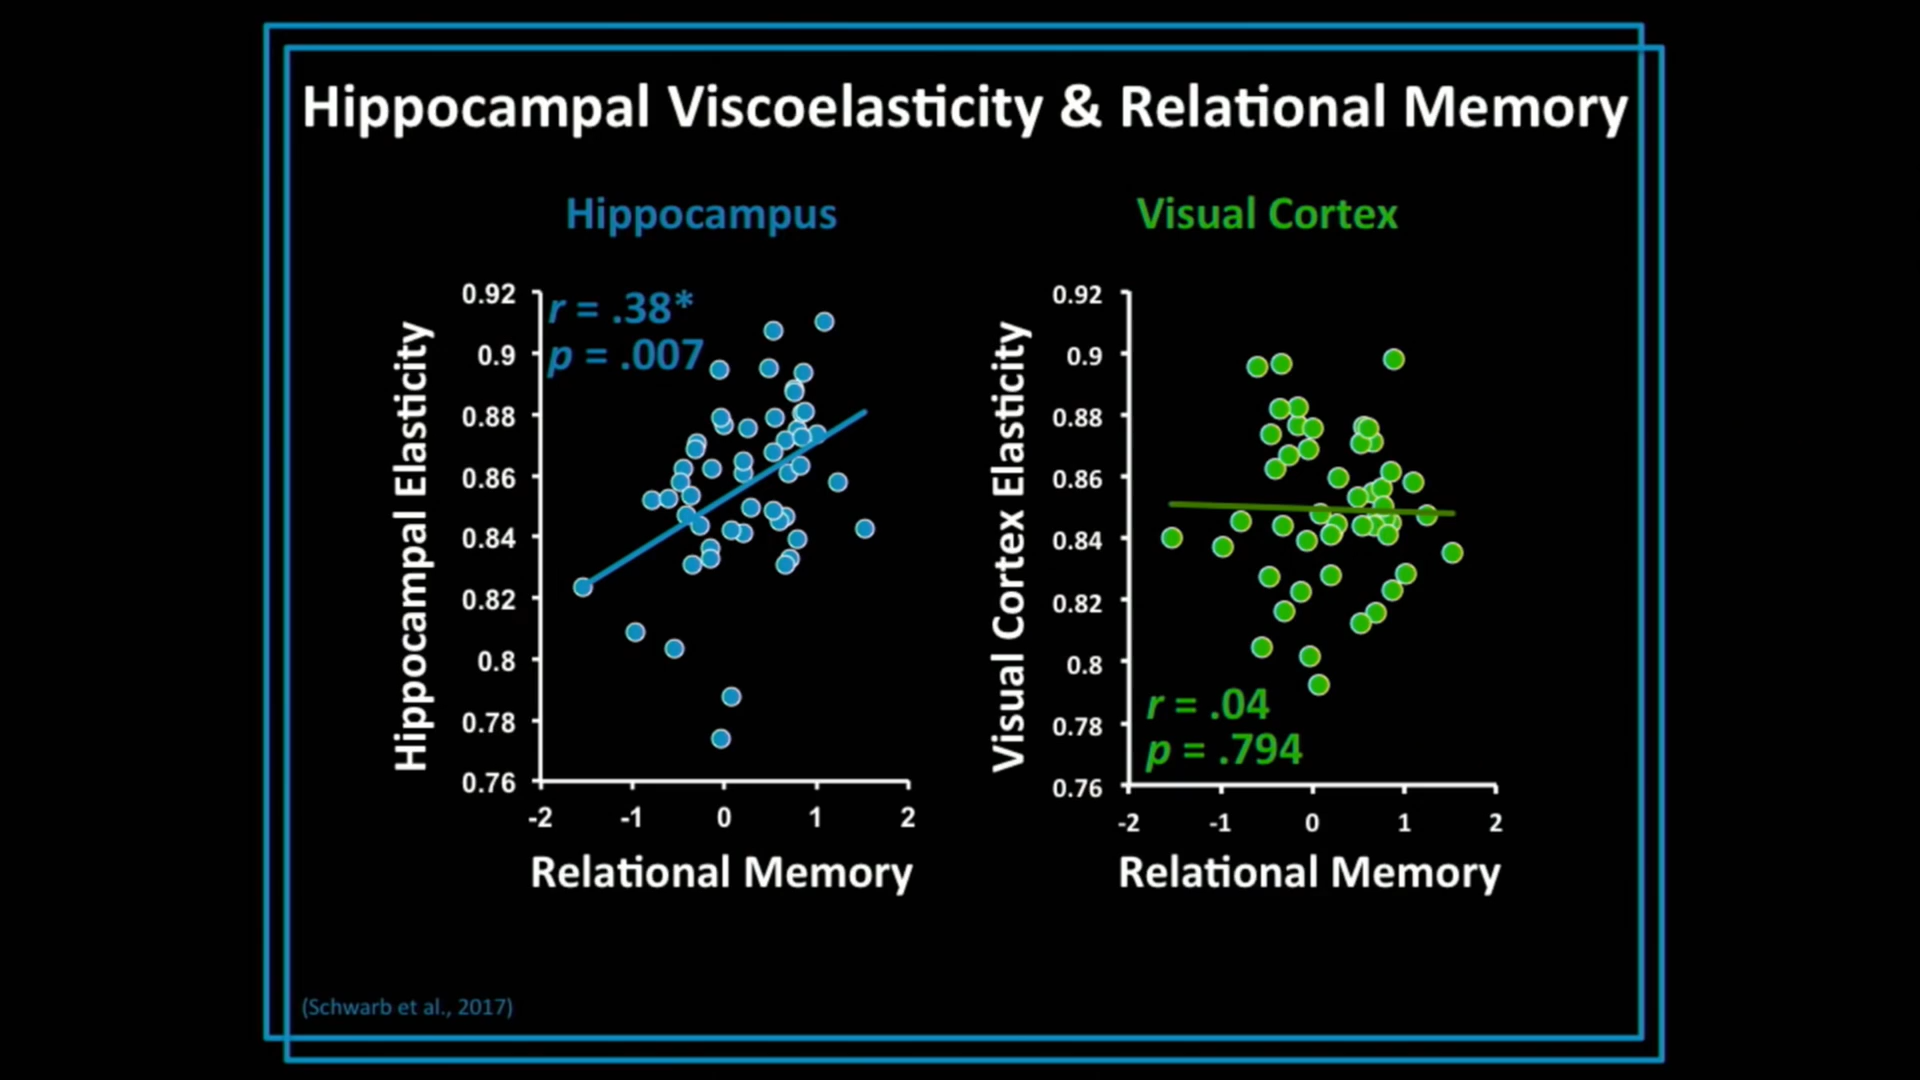 Hippocampal Viscoelasticity & Relational Memory
Hippocampus
Hippocampal Elasticity
r = .38*
p = .007
0.92
0.9
0.88
0.86
0.84
0.82
0.8
0.78
0.76
-2 -1 0 1 2
Relational Memory
Visual Cortex
Visual Cortex Elasticity
0.92
0.9
0.88
0.86
0.84
0.82
0.8
0.78
0.76
r = .04
p = .794
-2 -1 0 1 2
Relational Memory
(Schwarb et al., 2017)